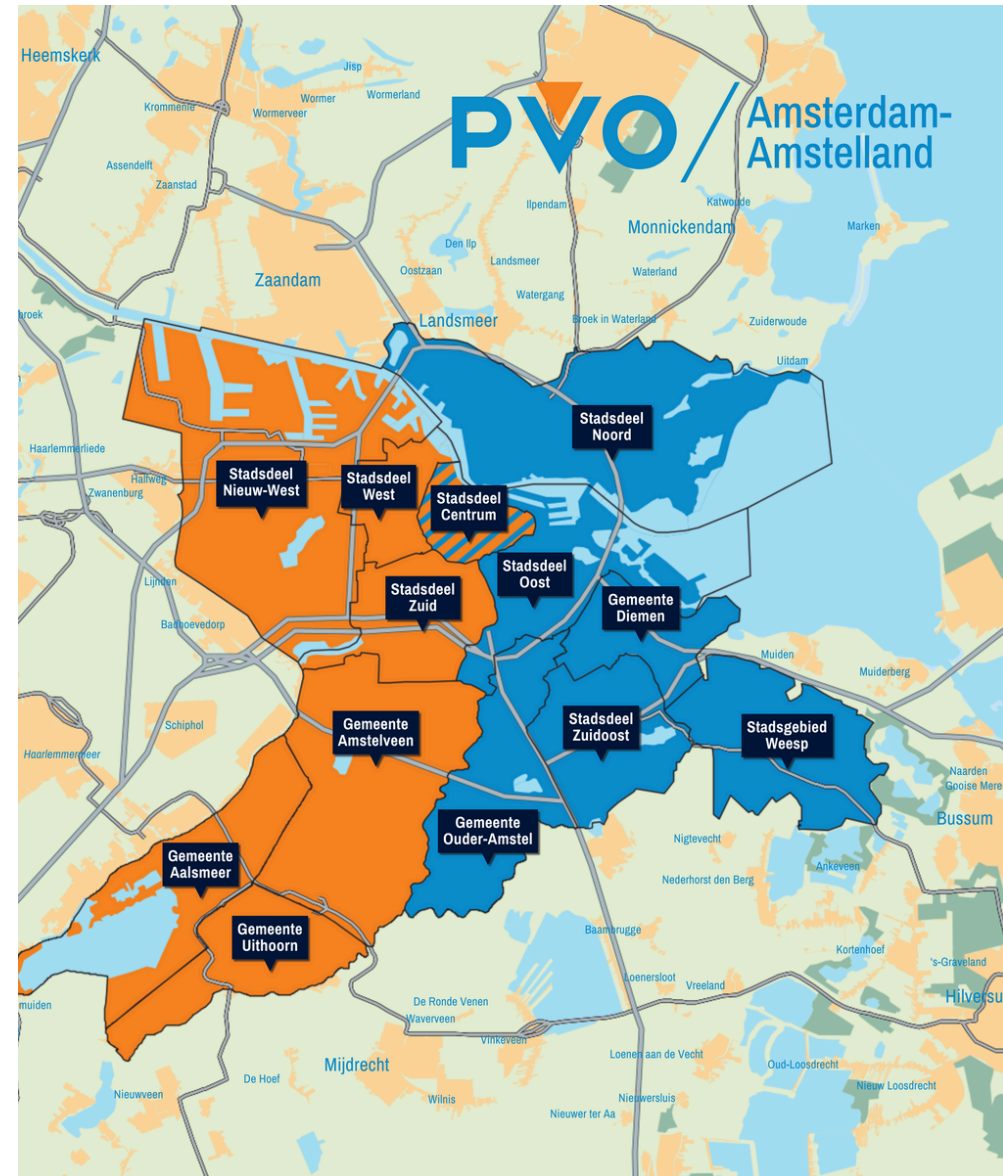 Heemskerk
Jisp
Wormer
Wormerland
Krommenie
Wormerveer
PVO
Amsterdam-
Amstelland
Assendelft
Zaanstad
Ilpendam
Katwoude
Monnickendam
Marken
Den Ilp
Landsmeer
Oostzaan
Waterland
Zaandam
Watergang
broek
Landsmeer
Broek in Waterland
Zuiderwoude
Uitdam
Stadsdeel
Noord
Haarlemmerliede
Halfweg
Zwanenburg
Stadsdeel
Nieuw-West
Stadsdeel
West
Stadsdeel
Centrum
Lijnden
Stadsdeel
Oost
Stadsdeel
Zuid
Gemeente
Diemen
Badhoevedorp
Muiden
Muiderberg
Schiphol
Haarlemmermeer
Gemeente
Amstelveen
Stadsdeel
Zuidoost
Stadsgebied
Weesp
Naarden
Gooise Mere
Bussum
Gemeente
Ouder-Amstel
Nigtevecht
Gemeente
Aalsmeer
Nederhorst den Berg
Ankeveen
Gemeente
Uithoorn
Baambrugge
Kortenhoef
's-Graveland
Loenersloot
Vreeland
Hilversu
muiden
De Ronde Venen
Waverveen
Vinkeveen
Loenen aan de Vecht
Mijdrecht
Oud-Loosdrecht
De Hoef
Nieuw Loosdrecht
Nieuwveen
Wilnis
Nieuwersluis
Nieuwer ter Aa